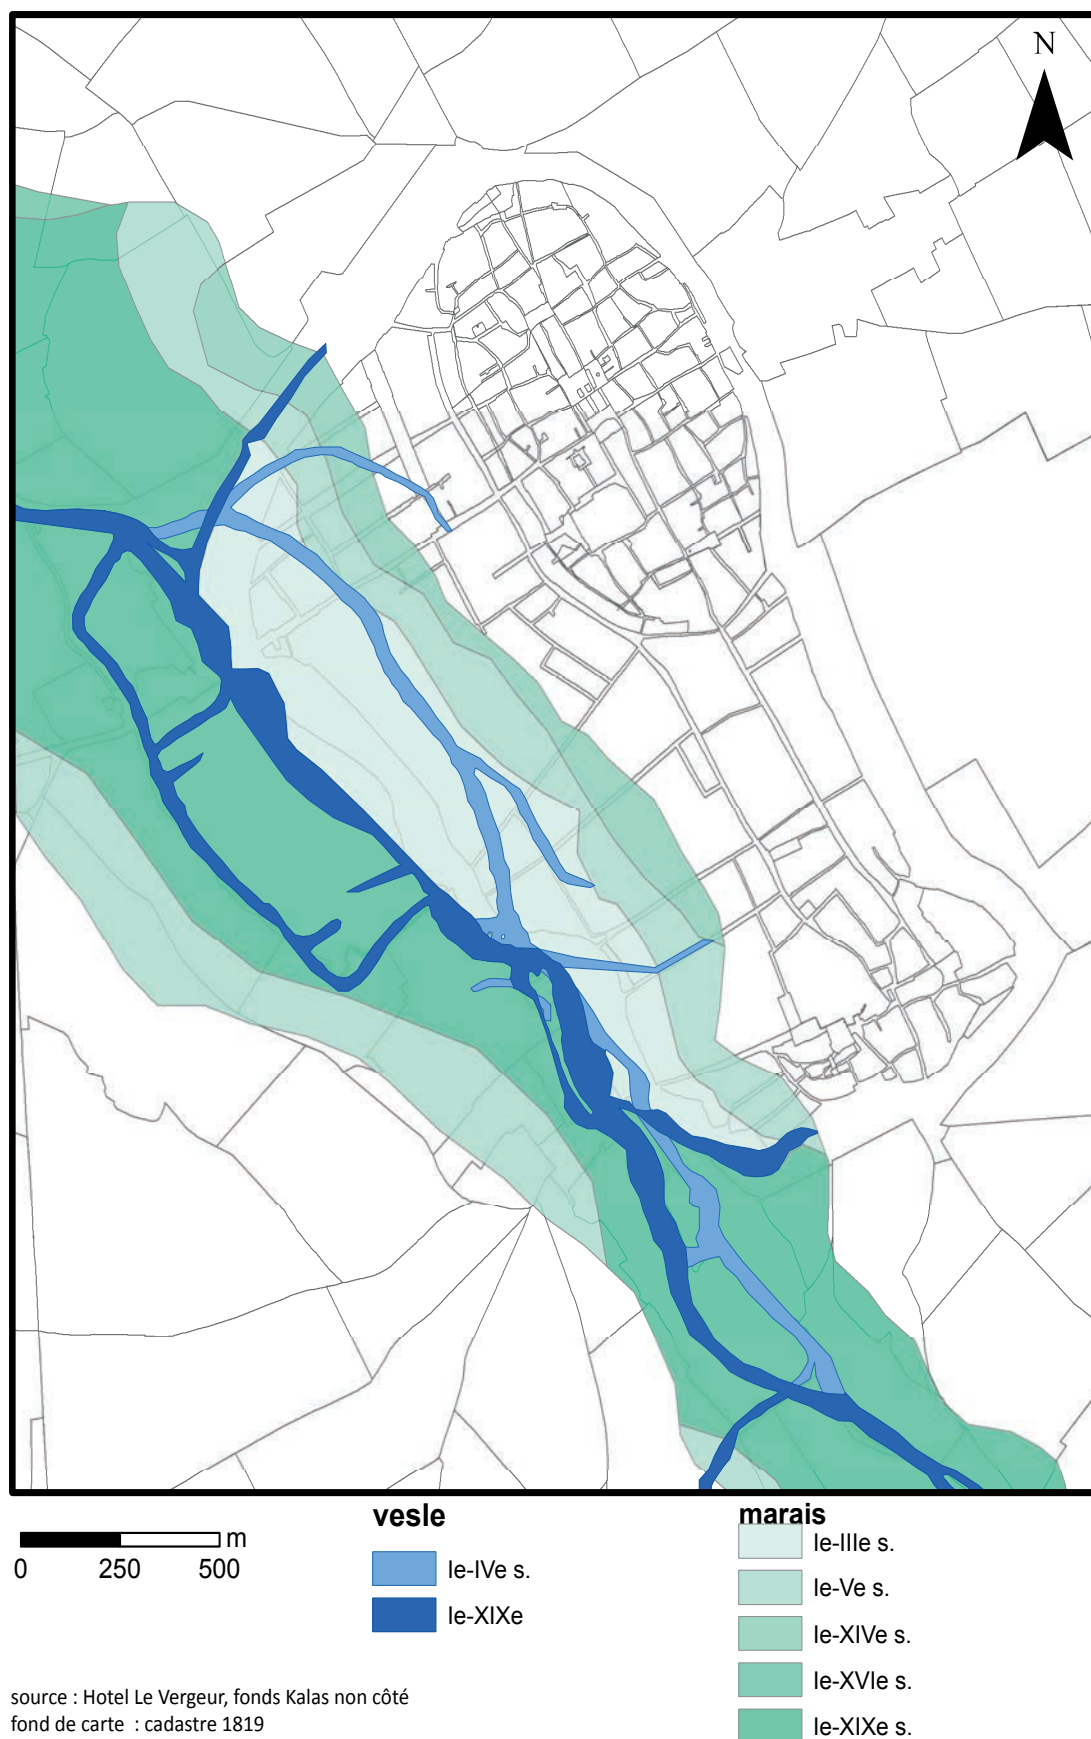 N
m
0 250 500
vesle
Ie-IVe s.
Ie-XIXe
marais
Ie-IIIe s.
Ie-Ve s.
Ie-XIVe s.
Ie-XVIe s.
Ie-XIXe s.
source : Hotel Le Vergeur, fonds Kalas non côté
fond de carte : cadastre 1819